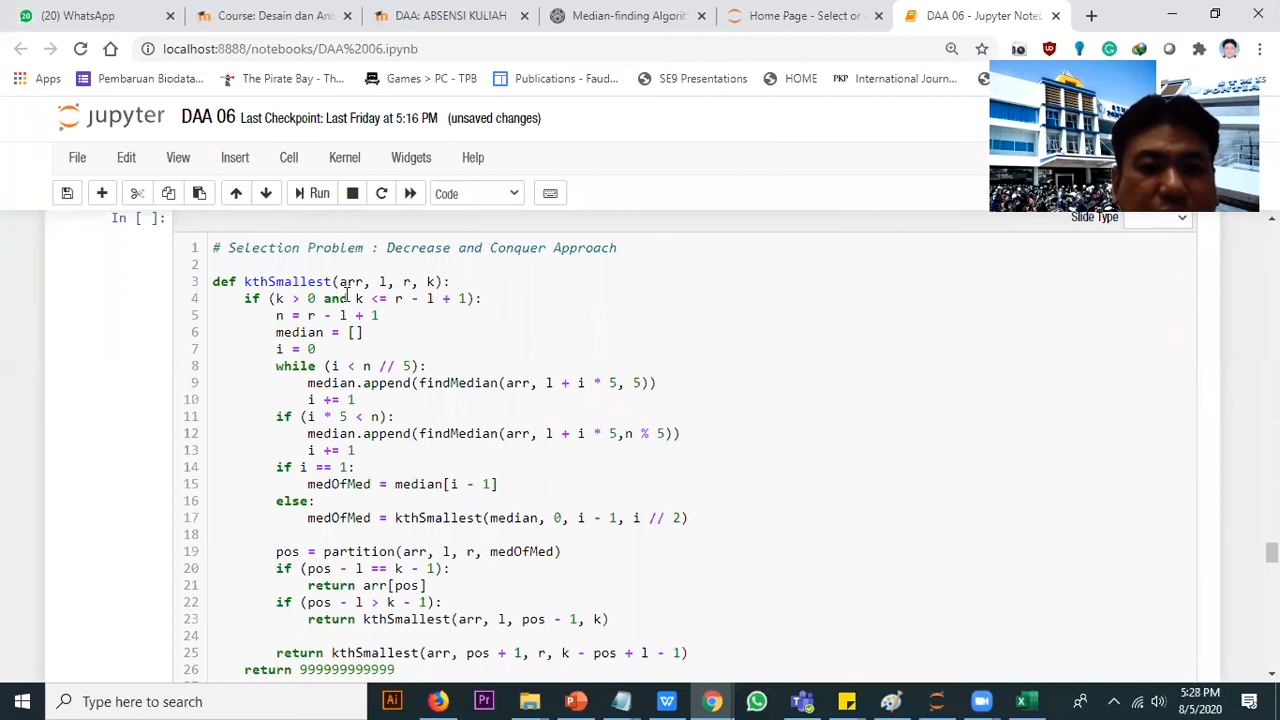 (20) WhatsApp
Course: Desain dan An
DAA: ABSENSI KULIAH
Median-finding Algorit
Home Page - Select or
DAA 06 - Jupyter Note
localhost:8888/notebooks/DAA%2006.ipynb
Apps
Pembaruan Biodata...
The Pirate Bay - Th...
Games > PC - TPB
Publications - Faud...
SE9 Presentations
HOME
PKP International Journ...
jupyter DAA 06 Last Checkpoint: Last Friday at 5:16 PM (unsaved changes)
File Edit View Insert Cell Kernel Widgets Help
Run
Code
Slide Type
In [ ]:
1 # Selection Problem : Decrease and Conquer Approach
2
3 def kthSmallest(arr, l, r, k):
4 if (k > 0 and k <= r - l + 1):
5 n = r - l + 1
6 median = []
7 i = 0
8 while (i < n // 5):
9 median.append(findMedian(arr, l + i * 5, 5))
10 i += 1
11 if (i * 5 < n):
12 median.append(findMedian(arr, l + i * 5,n % 5))
13 i += 1
14 if i == 1:
15 medOfMed = median[i - 1]
16 else:
17 medOfMed = kthSmallest(median, 0, i - 1, i // 2)
18
19 pos = partition(arr, l, r, medOfMed)
20 if (pos - l == k - 1):
21 return arr[pos]
22 if (pos - l > k - 1):
23 return kthSmallest(arr, l, pos - 1, k)
24
25 return kthSmallest(arr, pos + 1, r, k - pos + l - 1)
26 return 999999999999
Type here to search
5:28 PM
8/5/2020